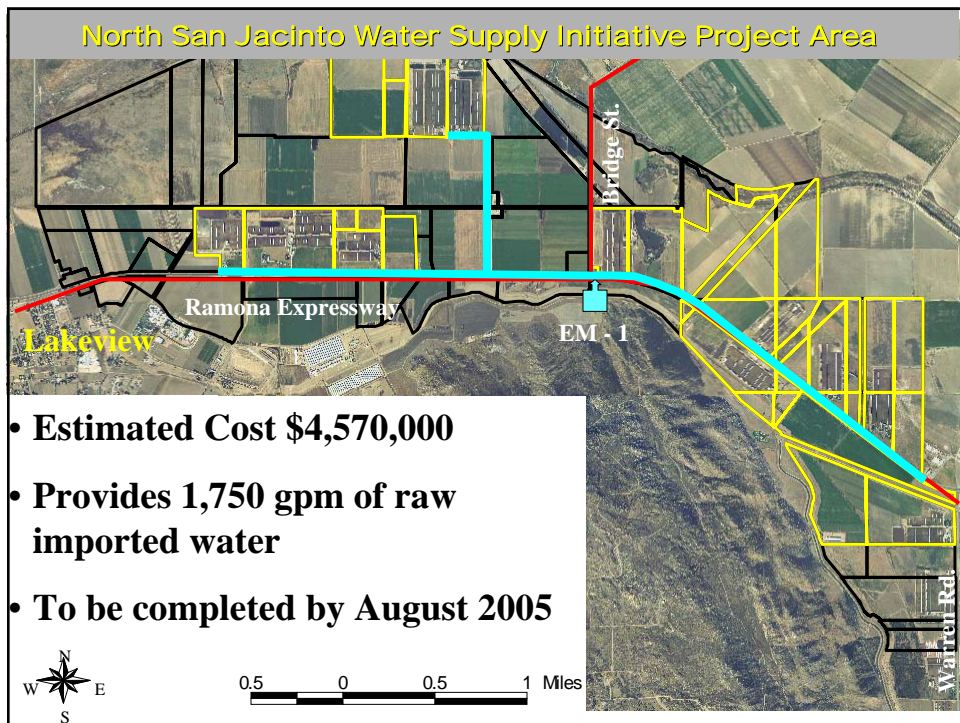 North San Jacinto Water Supply Initiative Project Area
Bridge St.
Ramona Expressway
Lakeview
EM - 1
• Estimated Cost $4,570,000
• Provides 1,750 gpm of raw
imported water
• To be completed by August 2005
Warren Rd.
N
W E
S
0.5 0 0.5 1 Miles